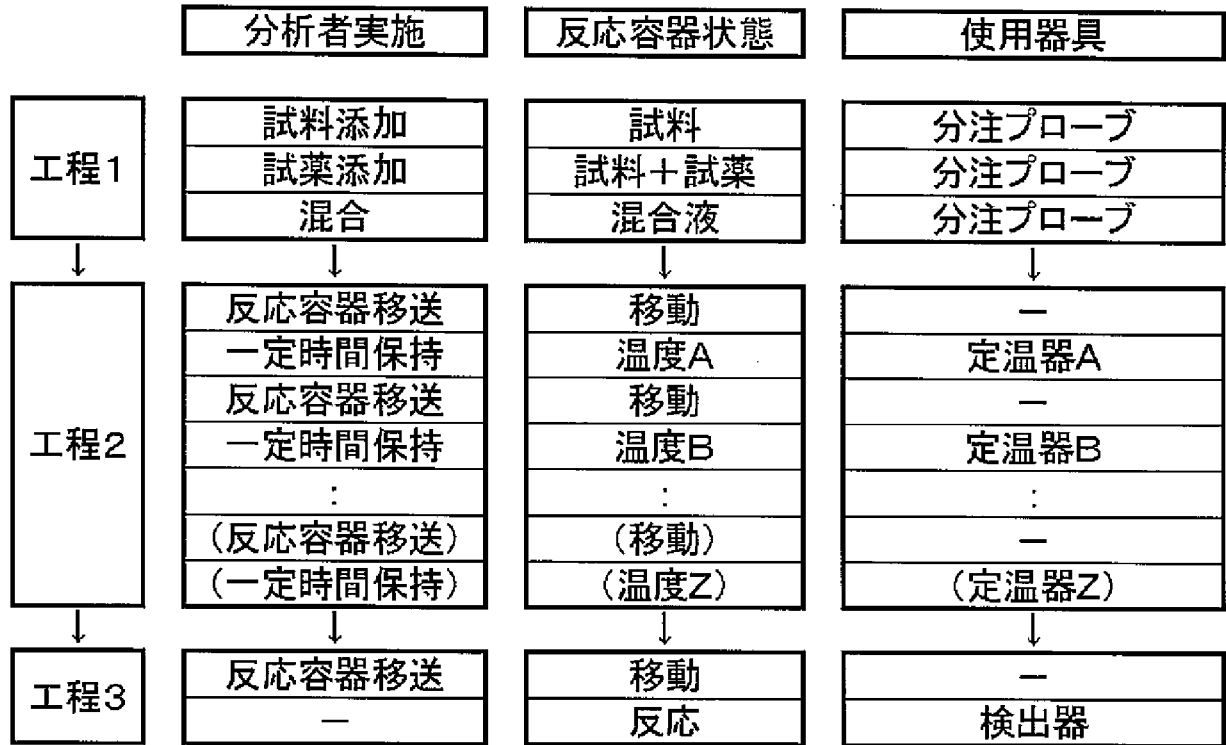 分析者実施 反応容器状態 使用器具
試料添加 試料 分注プローブ
工程1 試薬添加 試料＋試薬 分注プローブ
混合 混合液 分注プローブ
↓ ↓ ↓ ↓
反応容器移送 移動 －
一定時間保持 温度A 定温器A
反応容器移送 移動 －
工程2 一定時間保持 温度B 定温器B
： ： ：
（反応容器移送） （移動） －
（一定時間保持） （温度Z） （定温器Z）
↓ ↓ ↓ ↓
工程3 反応容器移送 移動 －
－ 反応 検出器